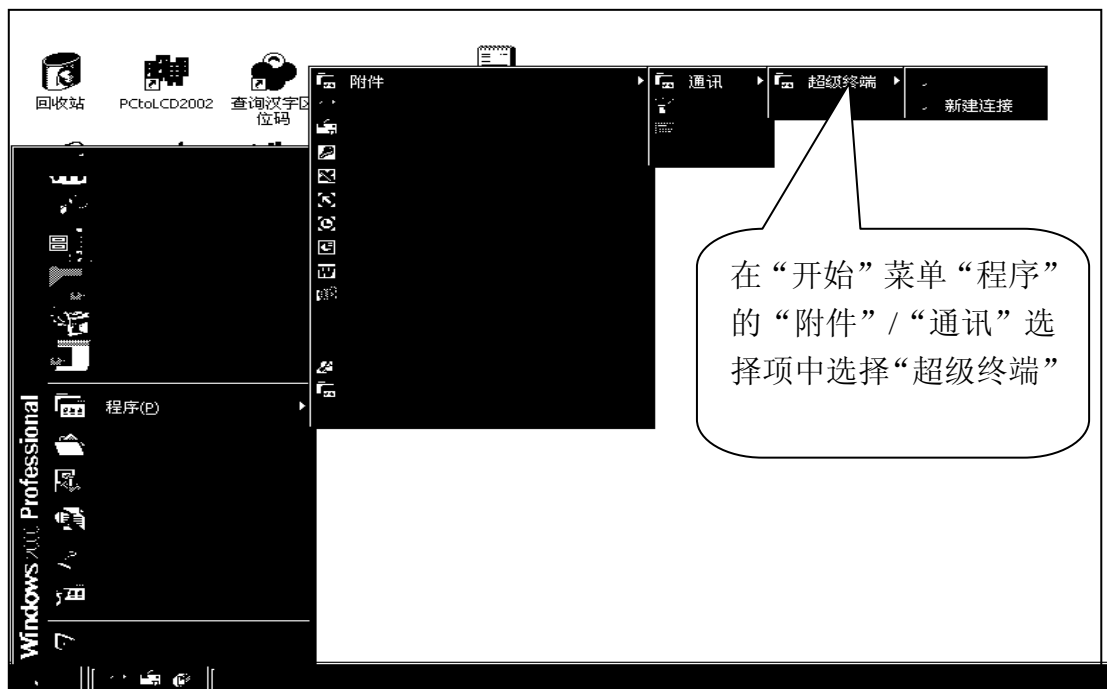 回收站
PCtoLCD2002
查询汉字区
位码
附件
通讯
超级终端
新建连接
在“开始”菜单“程序”
的“附件”/“通讯”选
择项中选择“超级终端”
程序(P)
Windows 2000 Professional